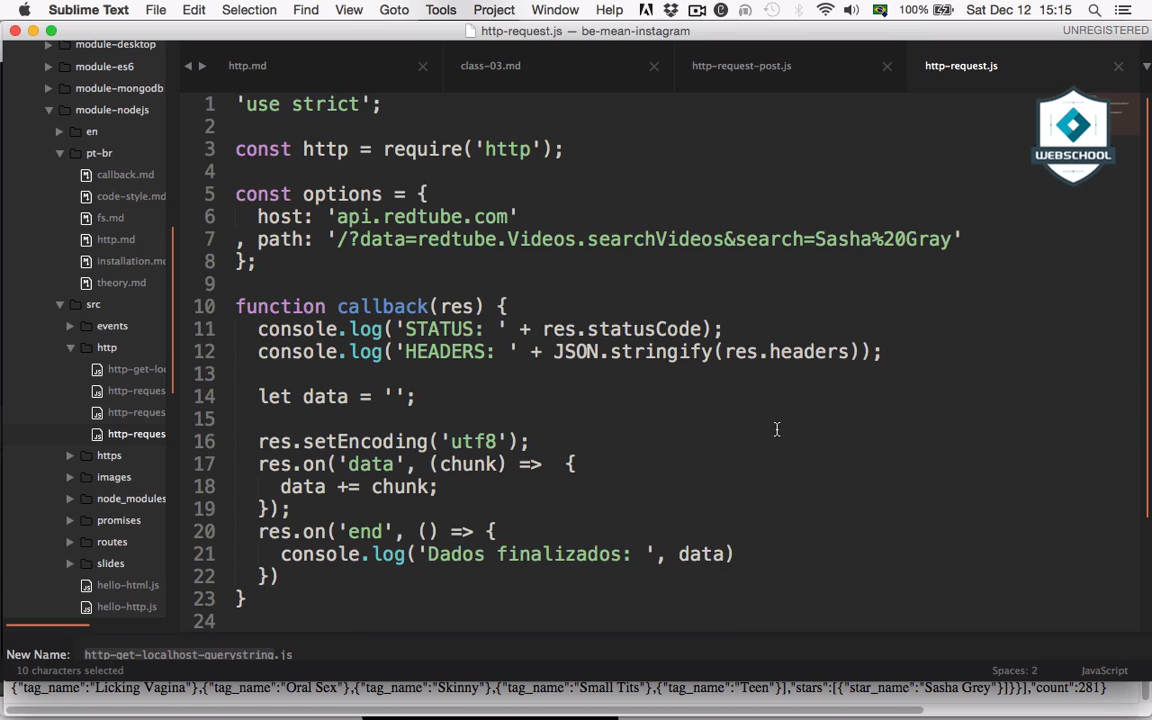 Sublime Text File Edit Selection Find View Goto Tools Project Window Help 100% Sat Dec 12 15:15
http-request.js — be-mean-instagram UNREGISTERED
module-desktop
module-es6
module-mongodb
module-nodejs
en
pt-br
callback.md
code-style.md
fs.md
http.md
installation.md
theory.md
src
events
http
http-get-lo
http-reques
http-reques
http-reques
https
images
node_modules
promises
routes
slides
hello-html.js
hello-http.js
http.md class-03.md http-request-post.js http-request.js
WEBSCHOOL
1 'use strict';
2
3 const http = require('http');
4
5 const options = {
6 host: 'api.redtube.com'
7 , path: '/?data=redtube.Videos.searchVideos&search=Sasha%20Gray'
8 };
9
10 function callback(res) {
11 console.log('STATUS: ' + res.statusCode);
12 console.log('HEADERS: ' + JSON.stringify(res.headers));
13
14 let data = '';
15
16 res.setEncoding('utf8');
17 res.on('data', (chunk) =>  {
18 data += chunk;
19 });
20 res.on('end', () => {
21 console.log('Dados finalizados: ', data)
22 })
23 }
24
New Name: http-get-localhost-querystring.js
10 characters selected Spaces: 2 JavaScript
{"tag_name":"Licking Vagina"},{"tag_name":"Oral Sex"},{"tag_name":"Skinny"},{"tag_name":"Small Tits"},{"tag_name":"Teen"}],"stars":[{"star_name":"Sasha Grey"}]}],"count":281}